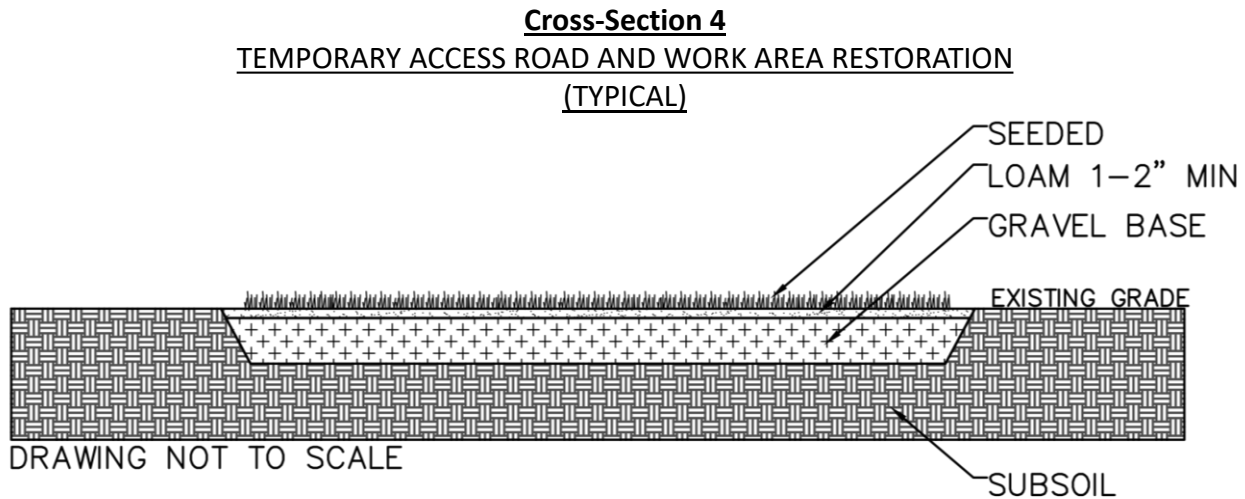 Cross-Section 4
TEMPORARY ACCESS ROAD AND WORK AREA RESTORATION
(TYPICAL)
SEEDED
LOAM 1-2” MIN
GRAVEL BASE
EXISTING GRADE
DRAWING NOT TO SCALE
SUBSOIL